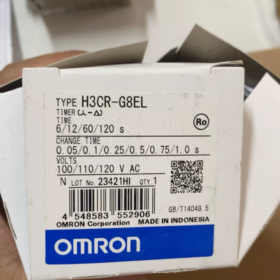 TYPE H3CR-G8EL
TIMER (⅄-Δ)
TIME
6/12/60/120 s
CHANGE TIME
0.05/0.1/0.25/0.5/0.75/1.0 s
VOLTS
100/110/120 V AC
N LOT No 23421HI QTY 1
4 548583 552906
GB/T14048.5
OMRON Corporation MADE IN INDONESIA
OMRON
Ro